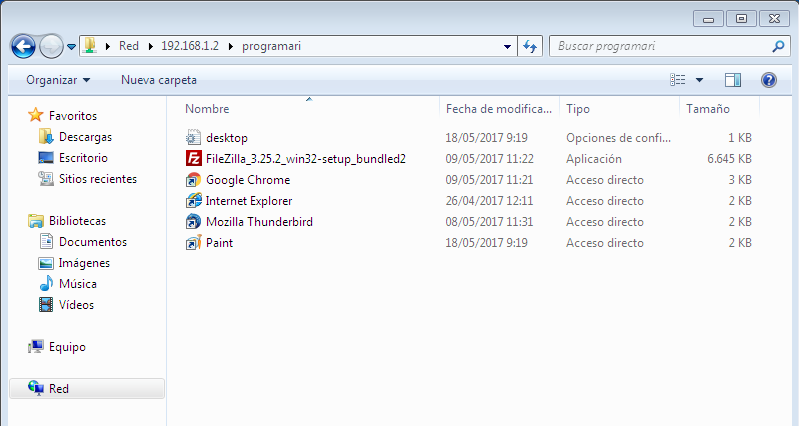 Red ▸ 192.168.1.2 ▸ programari
Buscar programari
Organizar Nueva carpeta
Nombre Fecha de modifica... Tipo Tamaño
Favoritos
Descargas
Escritorio
Sitios recientes
Bibliotecas
Documentos
Imágenes
Música
Vídeos
Equipo
Red
desktop 18/05/2017 9:19 Opciones de confi... 1 KB
FileZilla_3.25.2_win32-setup_bundled2 09/05/2017 11:22 Aplicación 6.645 KB
Google Chrome 09/05/2017 11:21 Acceso directo 3 KB
Internet Explorer 26/04/2017 12:11 Acceso directo 2 KB
Mozilla Thunderbird 08/05/2017 11:31 Acceso directo 2 KB
Paint 18/05/2017 9:19 Acceso directo 2 KB